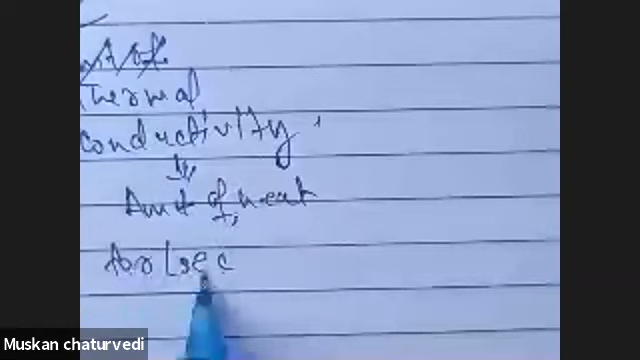 Thermal
conductivity
Amt of heat
for 1 sec
Muskan chaturvedi